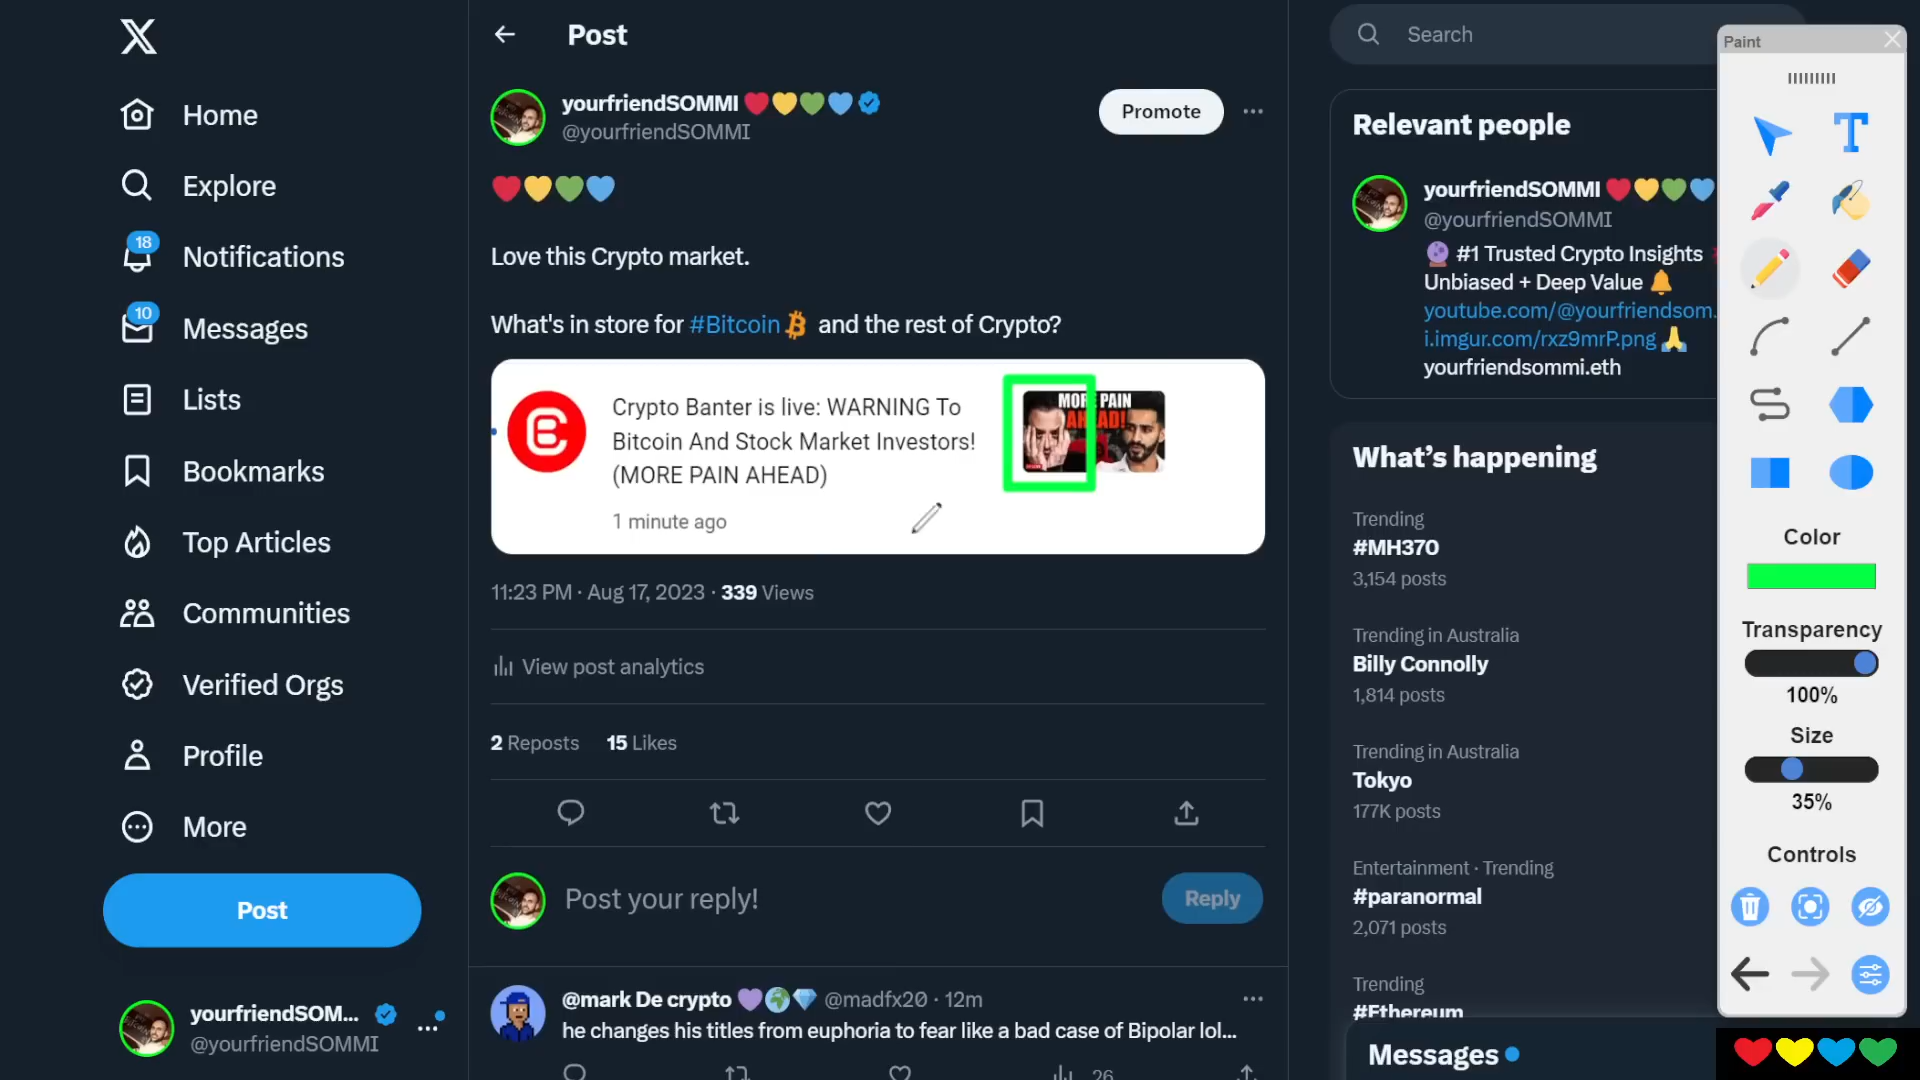 Home
Explore
18
Notifications
10
Messages
Lists
Bookmarks
Top Articles
Communities
Verified Orgs
Profile
More
Post
yourfriendSOM...
@yourfriendSOMMI
Post
yourfriendSOMMI
@yourfriendSOMMI
Promote
Love this Crypto market.
What's in store for #Bitcoin and the rest of Crypto?
Crypto Banter is live: WARNING To
Bitcoin And Stock Market Investors!
(MORE PAIN AHEAD)
1 minute ago
MORE PAIN
AHEAD!
11:23 PM · Aug 17, 2023 · 339 Views
View post analytics
2 Reposts 15 Likes
Post your reply!
Reply
@mark De crypto @madfx20 · 12m
he changes his titles from euphoria to fear like a bad case of Bipolar lol...
26
Search
Relevant people
yourfriendSOMMI
@yourfriendSOMMI
#1 Trusted Crypto Insights
Unbiased + Deep Value
youtube.com/@yourfriendsom.
i.imgur.com/rxz9mrP.png
yourfriendsommi.eth
What's happening
Trending
#MH370
3,154 posts
Trending in Australia
Billy Connolly
1,814 posts
Trending in Australia
Tokyo
177K posts
Entertainment · Trending
#paranormal
2,071 posts
Trending
#Ethereum
Messages
Paint
Color
Transparency
100%
Size
35%
Controls